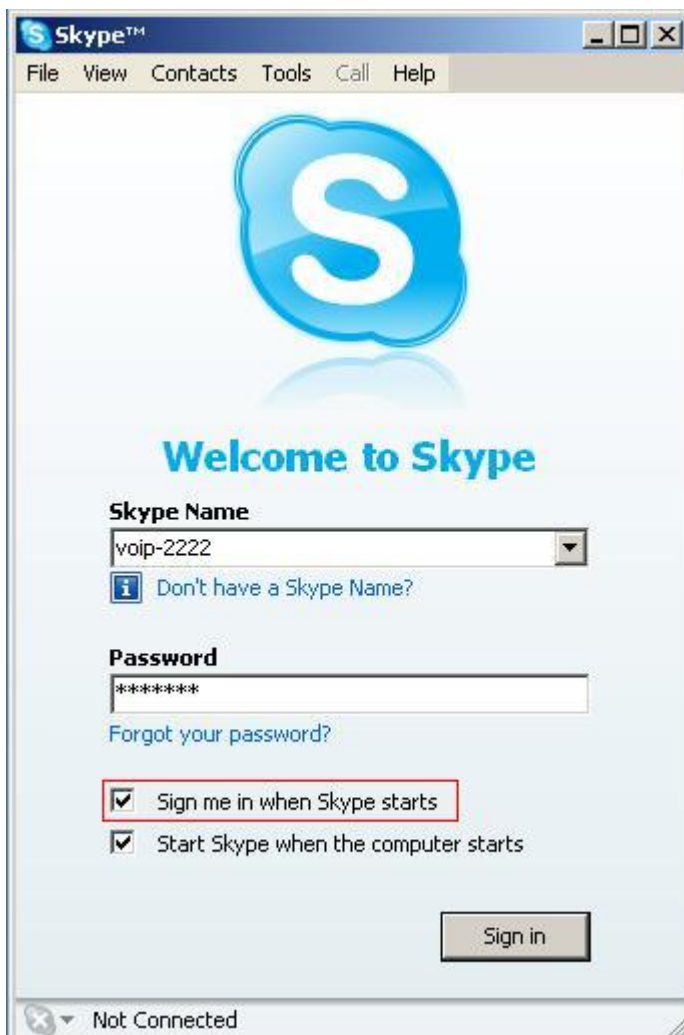 Skype™
File View Contacts Tools Call Help
S
Welcome to Skype
Skype Name
voip-2222
Don't have a Skype Name?
Password
*******
Forgot your password?
Sign me in when Skype starts
Start Skype when the computer starts
Sign in
Not Connected